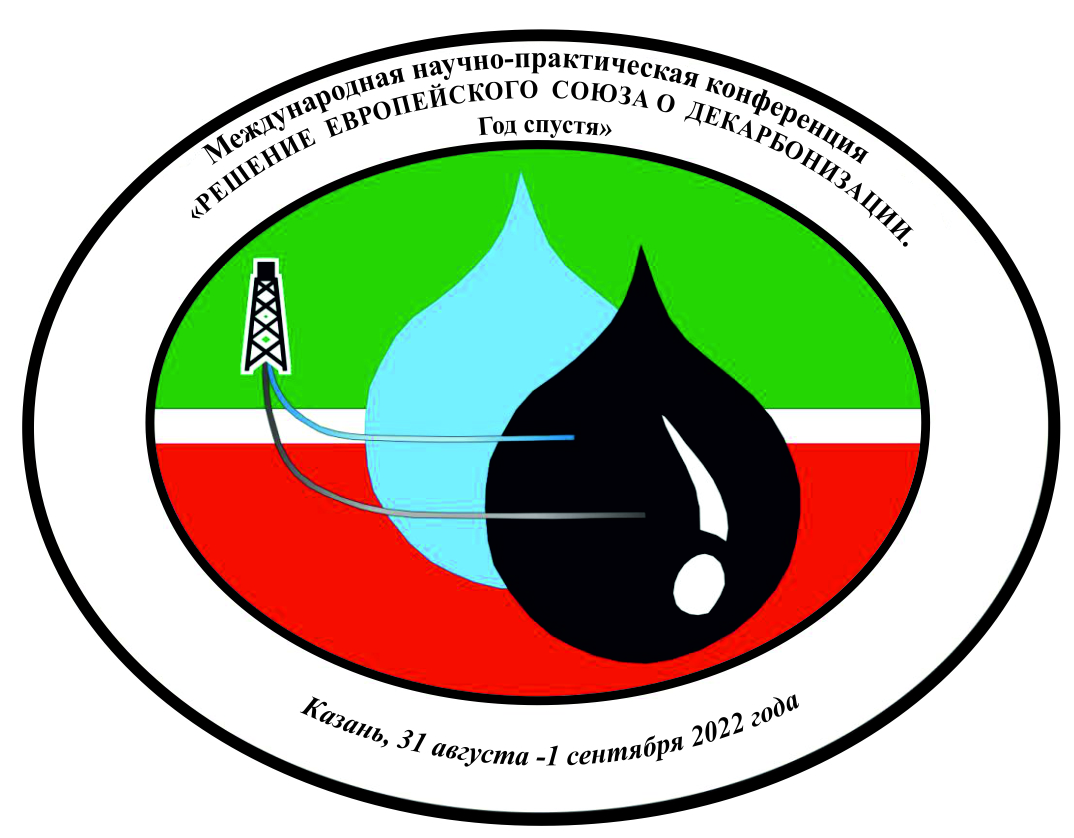 Международная научно-практическая конференция
«РЕШЕНИЕ ЕВРОПЕЙСКОГО СОЮЗА О ДЕКАРБОНИЗАЦИИ.
Год спустя»
Казань, 31 августа -1 сентября 2022 года